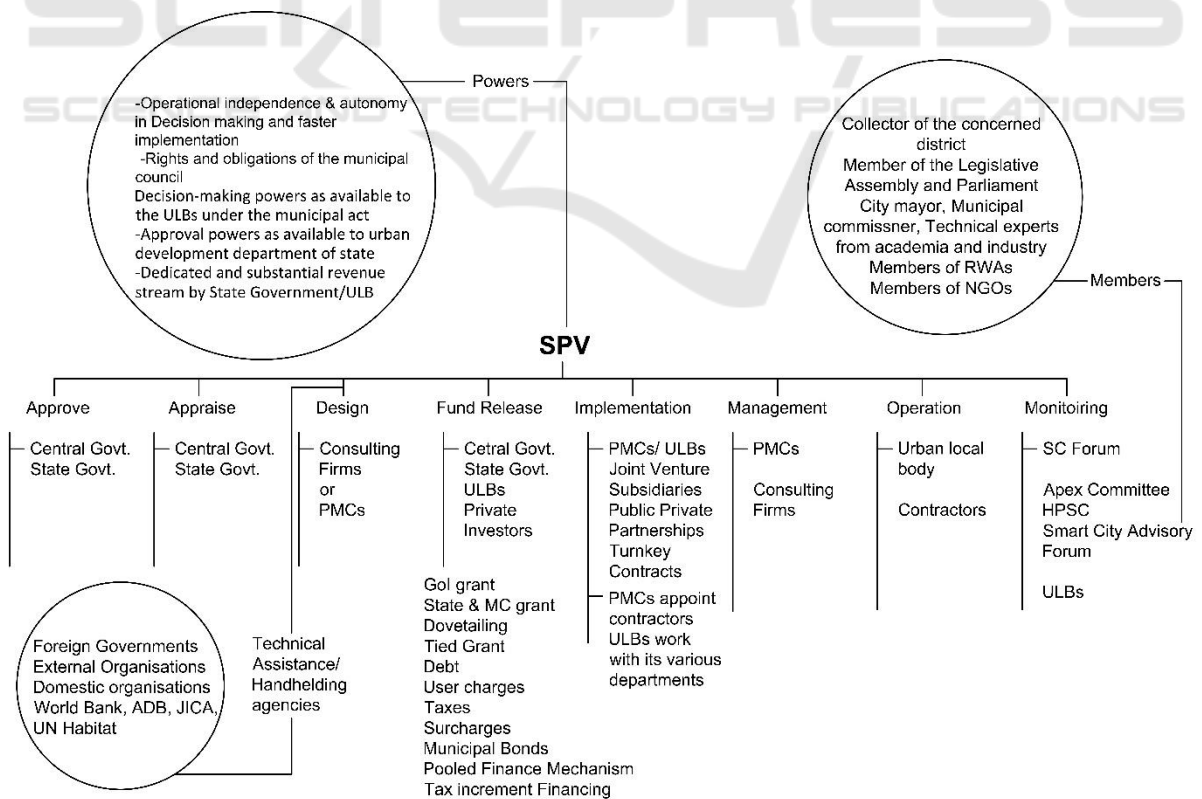 SCITEPRESS
SCIENCE AND TECHNOLOGY PUBLICATIONS
Powers
-Operational independence & autonomy
in Decision making and faster
implementation
-Rights and obligations of the municipal
council
Decision-making powers as available to
the ULBs under the municipal act
-Approval powers as available to urban
development department of state
-Dedicated and substantial revenue
stream by State Government/ULB
Collector of the concerned
district
Member of the Legislative
Assembly and Parliament
City mayor, Municipal
commissner, Technical experts
from academia and industry
Members of RWAs
Members of NGOs
Members
SPV
Approve
Central Govt.
State Govt.
Appraise
Central Govt.
State Govt.
Design
Consulting
Firms
or
PMCs
Fund Release
Cetral Govt.
State Govt.
ULBs
Private
Investors
GoI grant
State & MC grant
Dovetailing
Tied Grant
Debt
User charges
Taxes
Surcharges
Municipal Bonds
Pooled Finance Mechanism
Tax increment Financing
Implementation
PMCs/ ULBs
Joint Venture
Subsidiaries
Public Private
Partnerships
Turnkey
Contracts
PMCs appoint
contractors
ULBs work
with its various
departments
Management
PMCs
Consulting
Firms
Operation
Urban local
body
Contractors
Monitoiring
SC Forum
Apex Committee
HPSC
Smart City Advisory
Forum
ULBs
Foreign Governments
External Organisations
Domestic organisations
World Bank, ADB, JICA,
UN Habitat
Technical
Assistance/
Handhelding
agencies